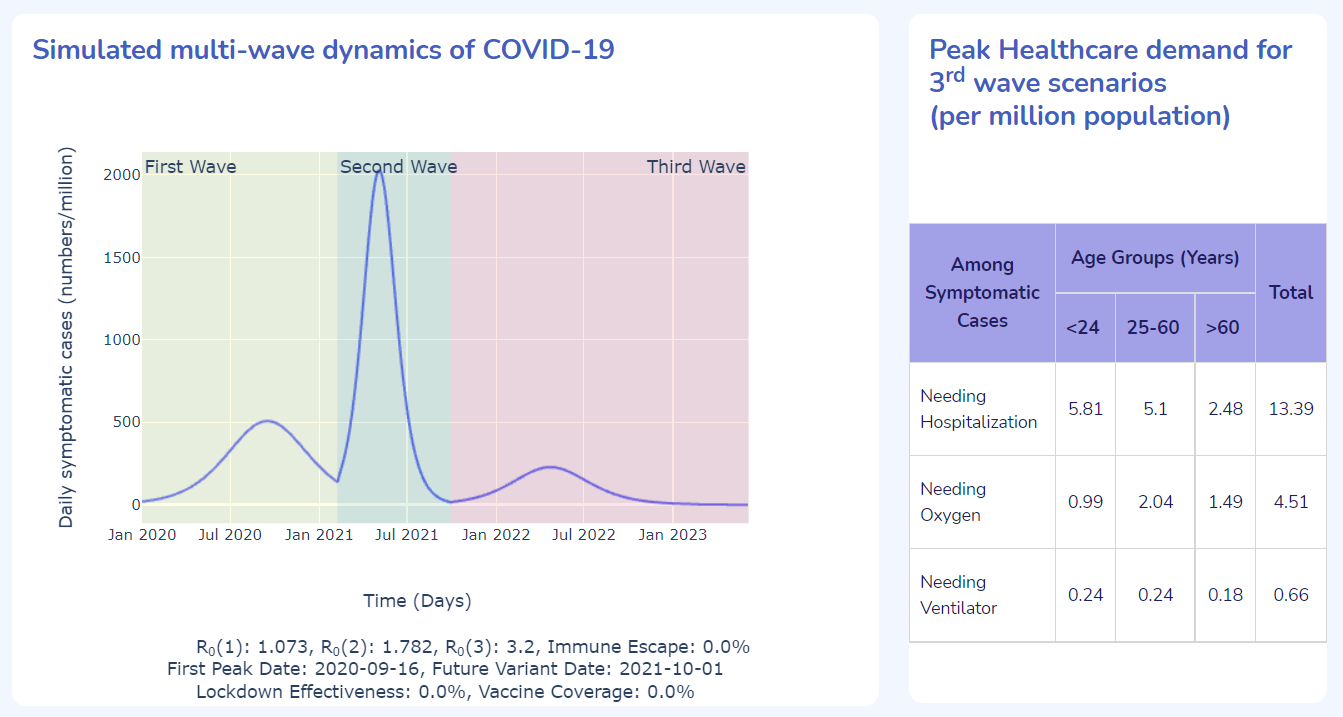 Simulated multi-wave dynamics of COVID-19
Daily symptomatic cases (numbers/million)
First Wave
Second Wave
Third Wave
2000
1500
1000
500
0
Jan 2020
Jul 2020
Jan 2021
Jul 2021
Jan 2022
Jul 2022
Jan 2023
Time (Days)
R₀(1): 1.073, R₀(2): 1.782, R₀(3): 3.2, Immune Escape: 0.0%
First Peak Date: 2020-09-16, Future Variant Date: 2021-10-01
Lockdown Effectiveness: 0.0%, Vaccine Coverage: 0.0%
Peak Healthcare demand for
3rd wave scenarios
(per million population)
Among
Symptomatic
Cases
Age Groups (Years)
Total
<24
25-60
>60
Needing
Hospitalization
5.81
5.1
2.48
13.39
Needing
Oxygen
0.99
2.04
1.49
4.51
Needing
Ventilator
0.24
0.24
0.18
0.66